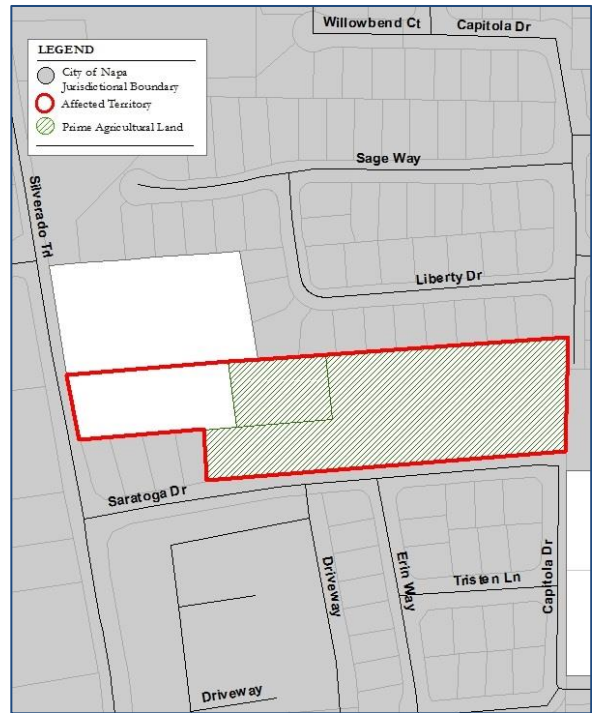 Willowbend Ct
Capitola Dr
LEGEND
City of Napa
Jurisdictional Boundary
Affected Territory
Prime Agricultural Land
Sage Way
Silverado Trl
Liberty Dr
Saratoga Dr
Driveway
Erin Way
Tristen Ln
Capitola Dr
Driveway